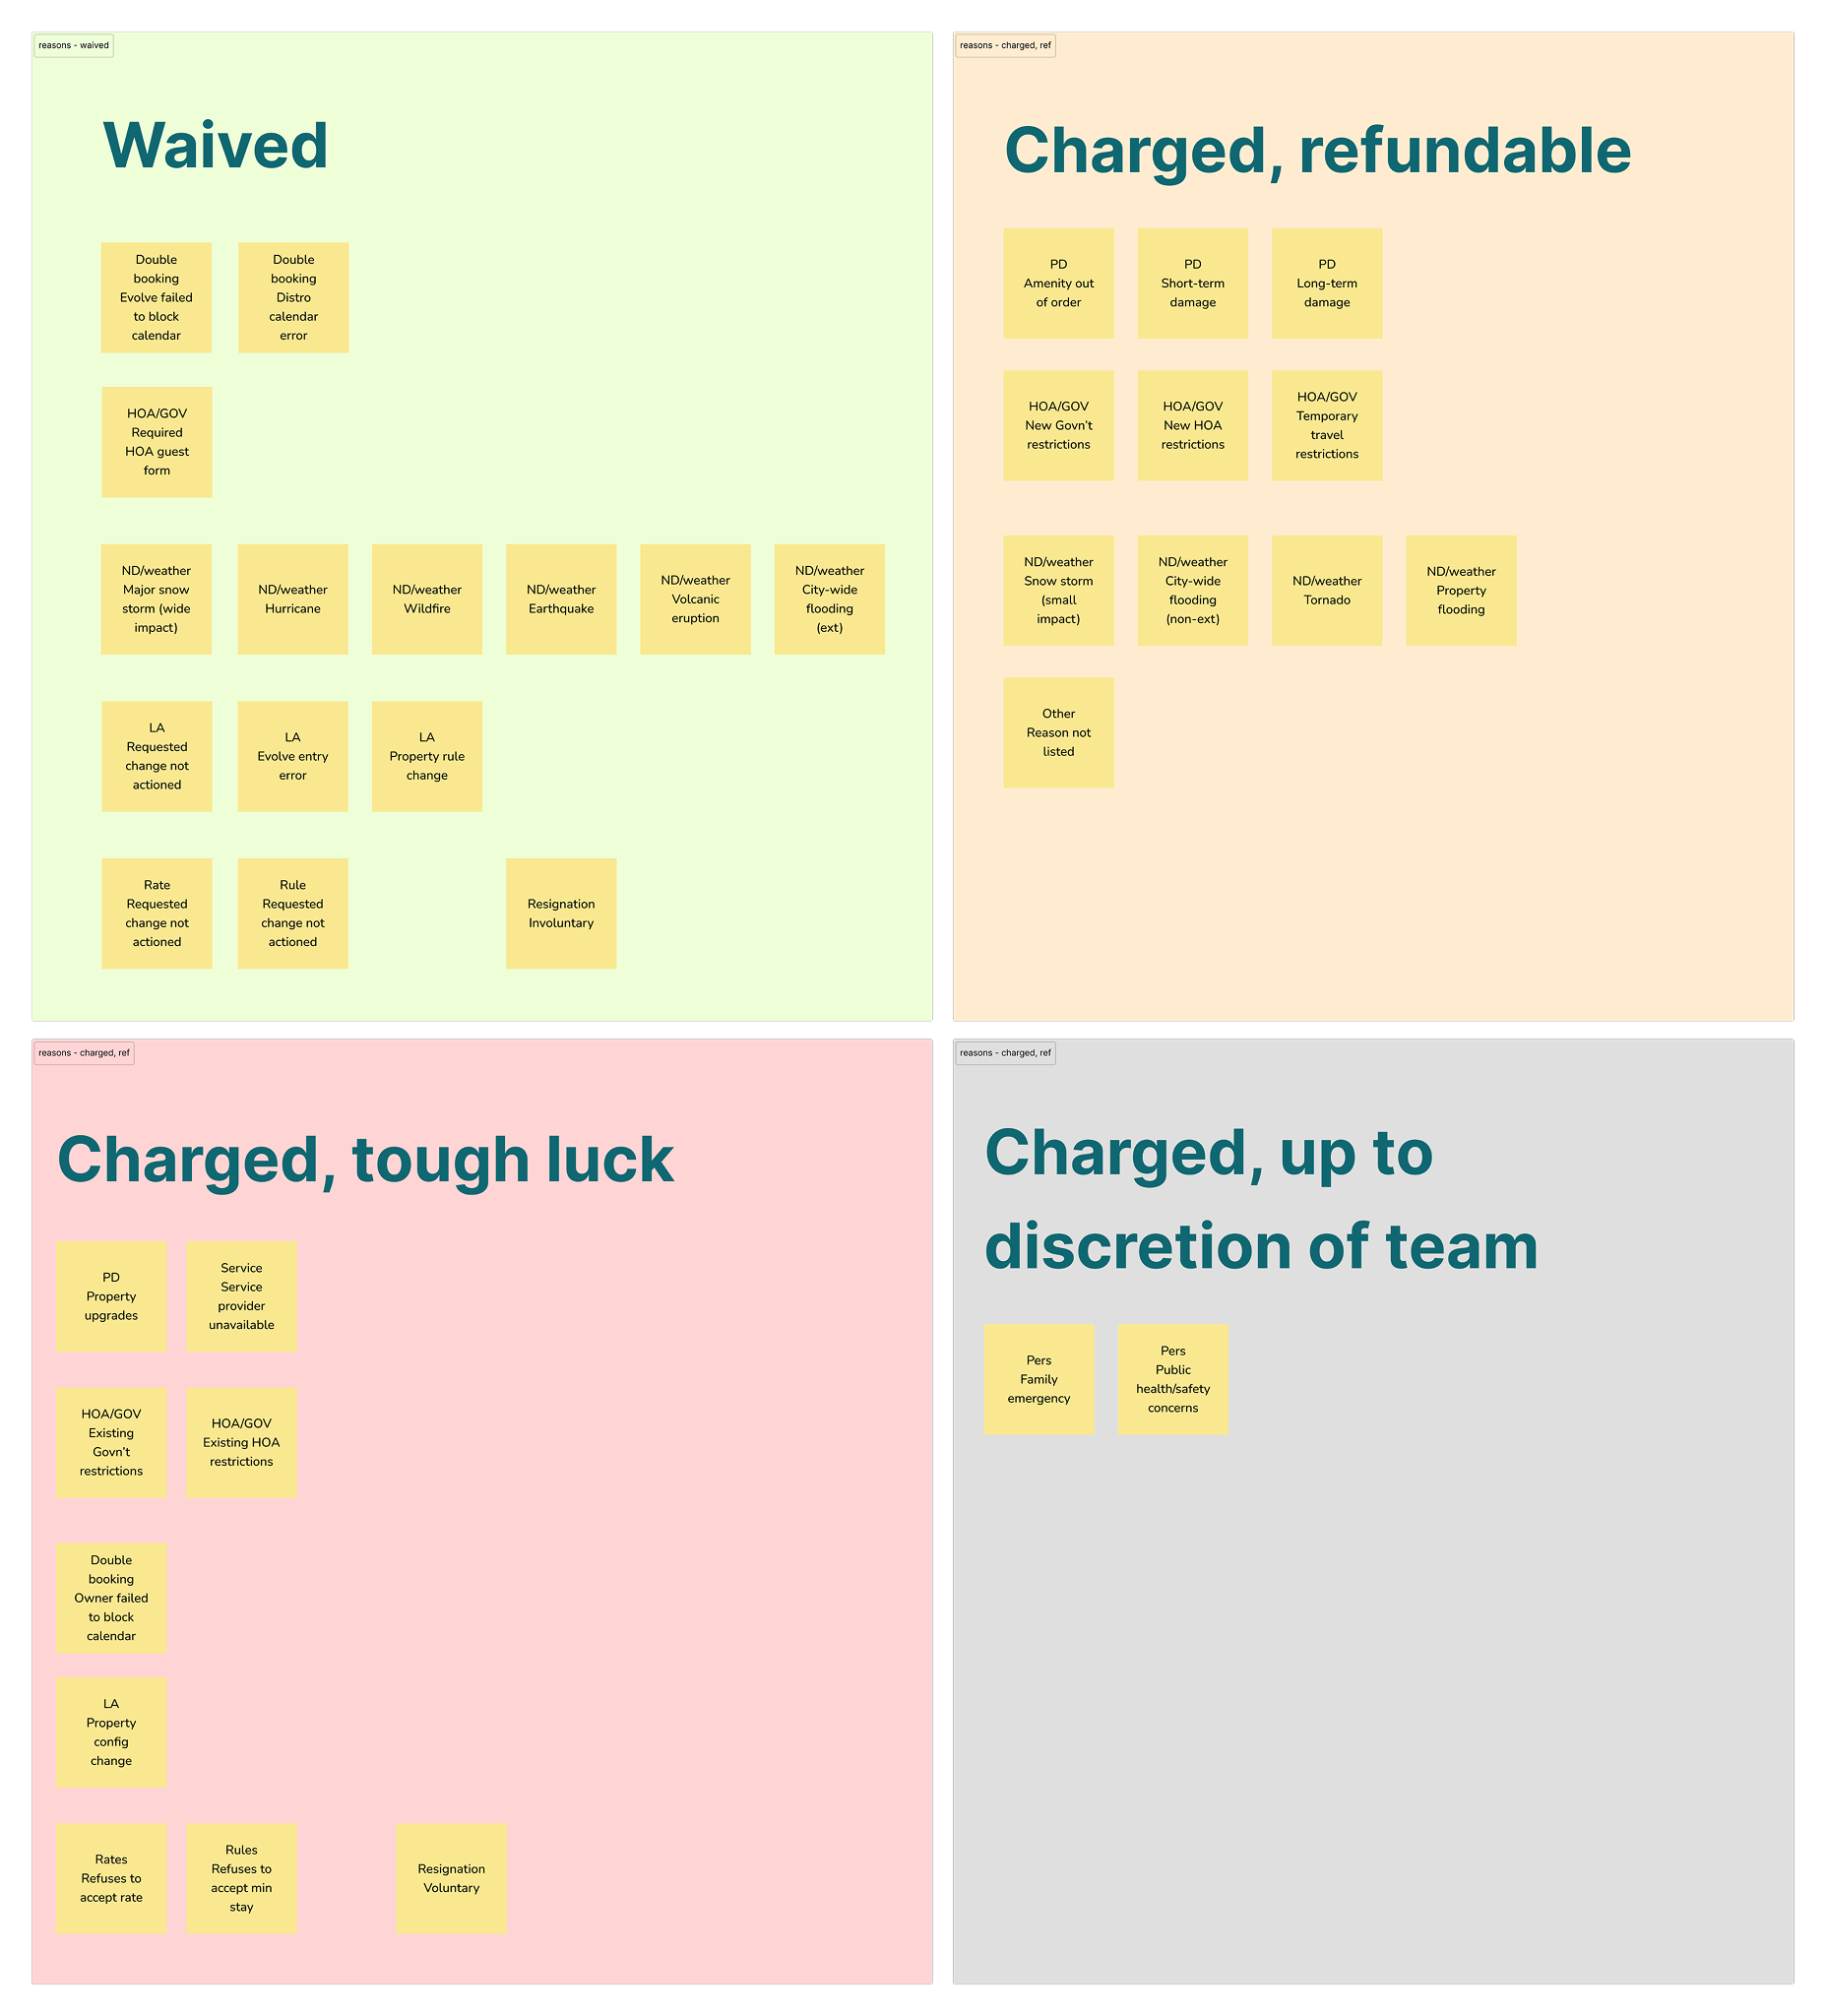 reasons - waived
Waived
Double
booking
Evolve failed
to block
calendar
Double
booking
Distro
calendar
error
HOA/GOV
Required
HOA guest
form
ND/weather
Major snow
storm (wide
impact)
ND/weather
Hurricane
ND/weather
Wildfire
ND/weather
Earthquake
ND/weather
Volcanic
eruption
ND/weather
City-wide
flooding
(ext)
LA
Requested
change not
actioned
LA
Evolve entry
error
LA
Property rule
change
Rate
Requested
change not
actioned
Rule
Requested
change not
actioned
Resignation
Involuntary
reasons - charged, ref
Charged, refundable
PD
Amenity out
of order
PD
Short-term
damage
PD
Long-term
damage
HOA/GOV
New Govn't
restrictions
HOA/GOV
New HOA
restrictions
HOA/GOV
Temporary
travel
restrictions
ND/weather
Snow storm
(small
impact)
ND/weather
City-wide
flooding
(non-ext)
ND/weather
Tornado
ND/weather
Property
flooding
Other
Reason not
listed
reasons - charged, ref
Charged, tough luck
PD
Property
upgrades
Service
Service
provider
unavailable
HOA/GOV
Existing
Govn't
restrictions
HOA/GOV
Existing HOA
restrictions
Double
booking
Owner failed
to block
calendar
LA
Property
config
change
Rates
Refuses to
accept rate
Rules
Refuses to
accept min
stay
Resignation
Voluntary
reasons - charged, ref
Charged, up to
discretion of team
Pers
Family
emergency
Pers
Public
health/safety
concerns